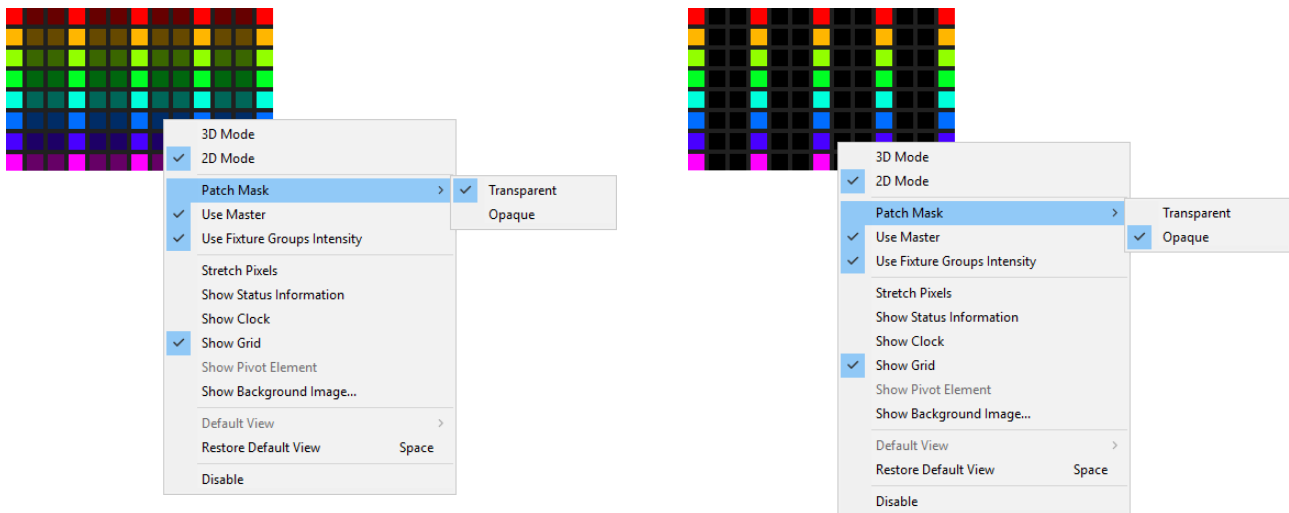 3D Mode
2D Mode
Patch Mask
Transparent
Use Master
Opaque
Use Fixture Groups Intensity
Stretch Pixels
Show Status Information
Show Clock
Show Grid
Show Pivot Element
Show Background Image...
Default View
Restore Default View Space
Disable
3D Mode
2D Mode
Patch Mask
Transparent
Use Master
Opaque
Use Fixture Groups Intensity
Stretch Pixels
Show Status Information
Show Clock
Show Grid
Show Pivot Element
Show Background Image...
Default View
Restore Default View Space
Disable